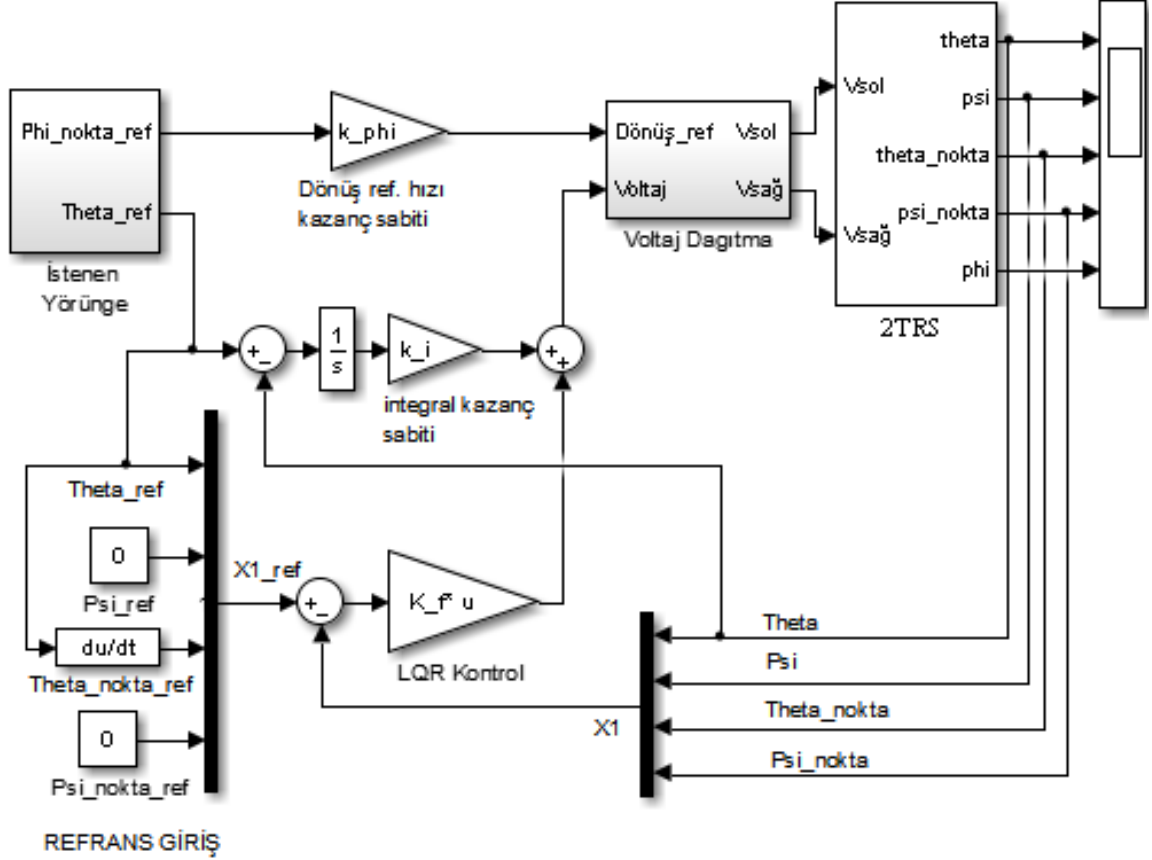 Phi_nokta_ref
Theta_ref
İstenen
Yörünge
k_phi
Dönüş ref. hızı
kazanç sabiti
Dönüş_ref
Vsol
Voltaj
Vsağ
Voltaj Dagıtma
Vsol
Vsağ
theta
psi
theta_nokta
psi_nokta
phi
2TRS
+
-
1
s
k_i
integral kazanç
sabiti
+
+
Theta_ref
0
Psi_ref
du/dt
Theta_nokta_ref
0
Psi_nokta_ref
REFRANS GİRİŞ
X1_ref
+
-
K_f* u
LQR Kontrol
X1
Theta
Psi
Theta_nokta
Psi_nokta